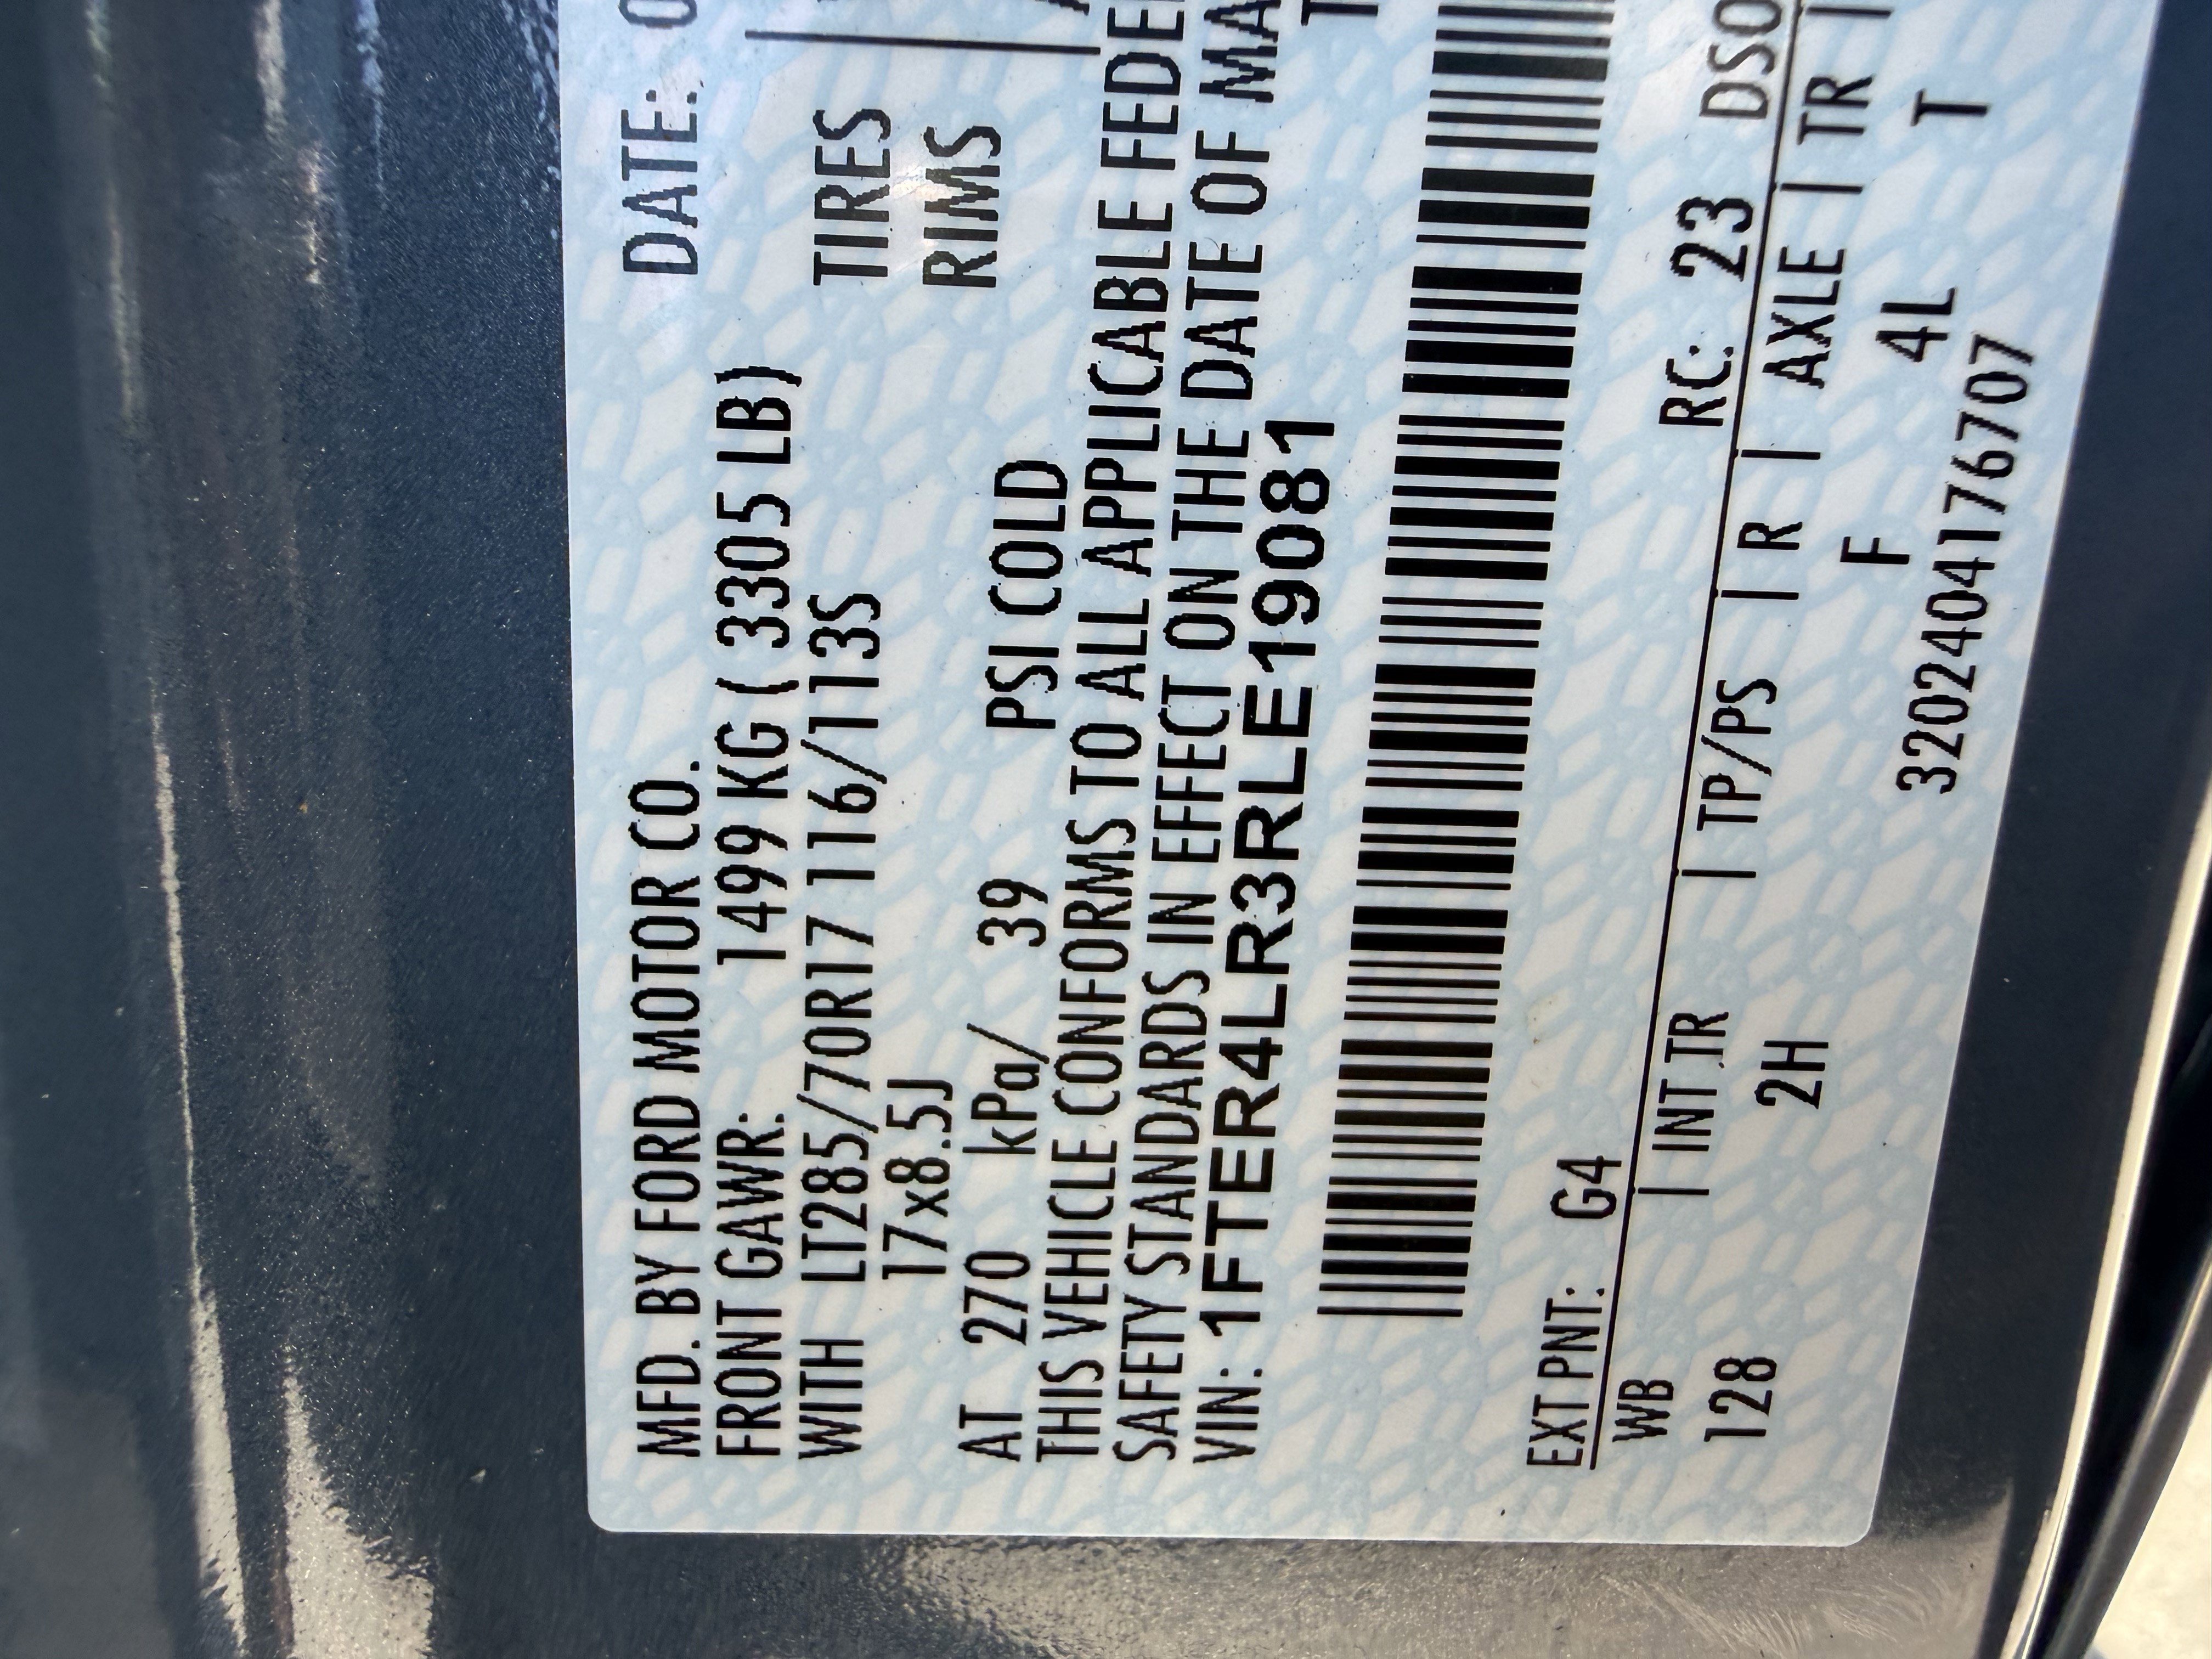 MFD. BY FORD MOTOR CO.
DATE: 0
FRONT GAWR: 1499 KG ( 3305 LB)
WITH LT285/70R17 116/113S TIRES
17x8.5J RIMS
AT 270 kPa/ 39 PSI COLD
THIS VEHICLE CONFORMS TO ALL APPLICABLE FEDE
SAFETY STANDARDS IN EFFECT ON THE DATE OF MA
VIN: 1FTER4LR3RLE19081
T
EXT PNT: G4 RC: 23 DSO
WB | INT TR | TP/PS | R | AXLE | TR |
128 2H F 4L T
320240417 6707